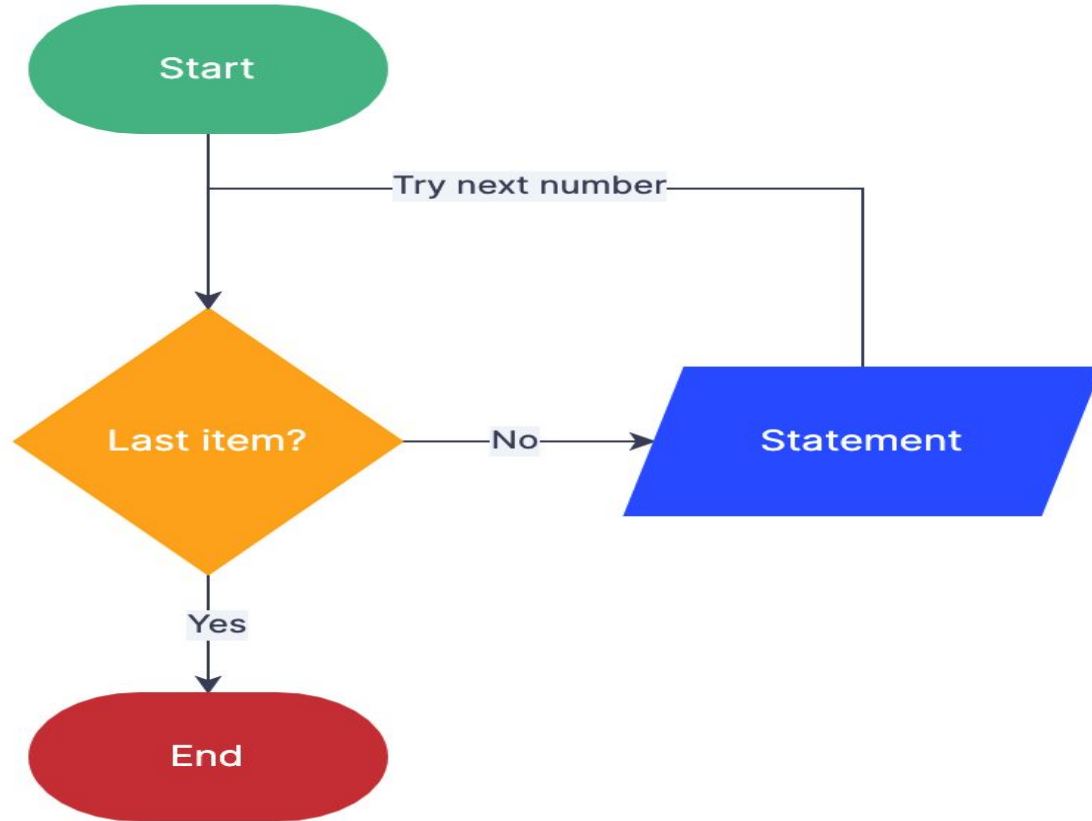 Start
Try next number
Last item?
No
Statement
Yes
End